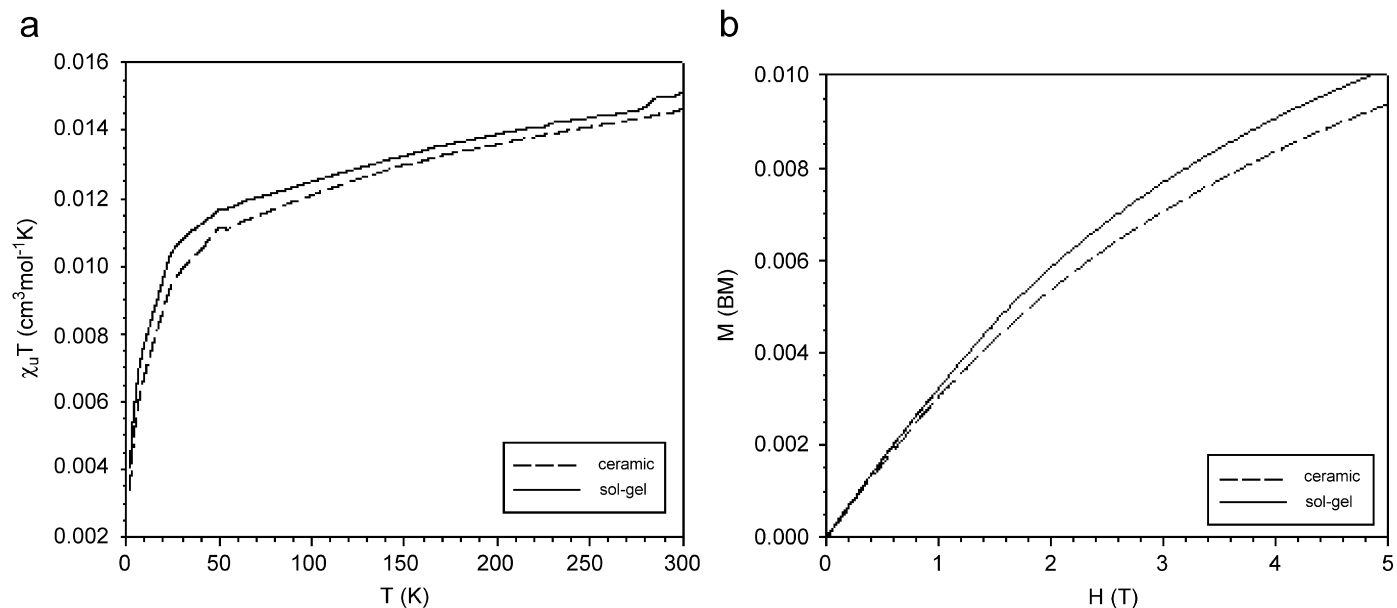 a
0.016
0.014
0.012
0.010
0.008
0.006
0.004
0.002
χuT (cm³mol⁻¹K)
0
50
100
150
200
250
300
T (K)
ceramic
sol-gel
b
0.010
0.008
0.006
0.004
0.002
0.000
M (BM)
0
1
2
3
4
5
H (T)
ceramic
sol-gel